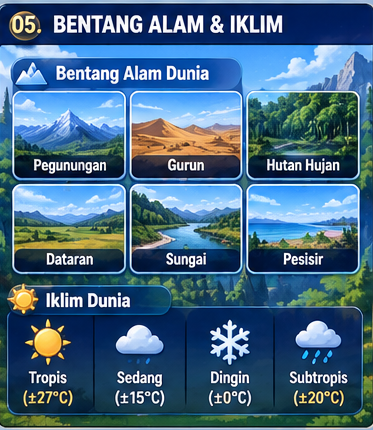 05. BENTANG ALAM & IKLIM
Bentang Alam Dunia
Pegunungan
Gurun
Hutan Hujan
Dataran
Sungai
Pesisir
Iklim Dunia
Tropis
(±27°C)
Sedang
(±15°C)
Dingin
(±0°C)
Subtropis
(±20°C)